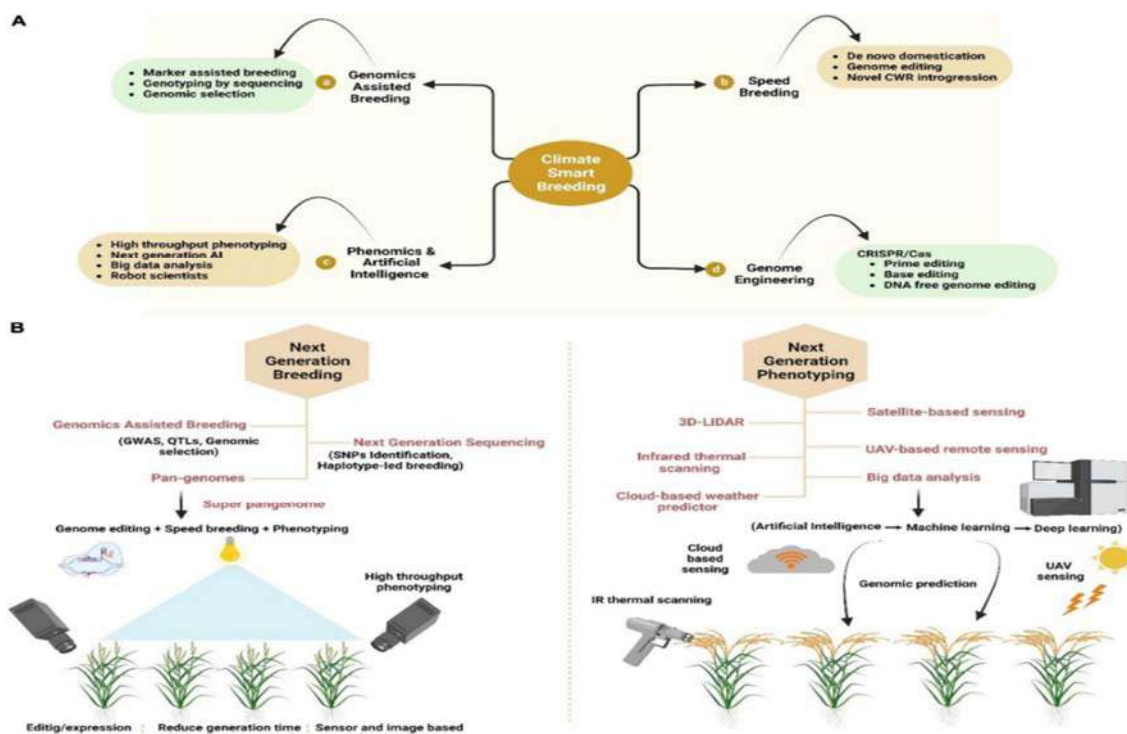 A
• Marker assisted breeding
• Genotyping by sequencing
• Genomic selection
a
Genomics
Assisted
Breeding
b
Speed
Breeding
• De novo domestication
• Genome editing
• Novel CWR introgression
Climate
Smart
Breeding
• High throughput phenotyping
• Next generation AI
• Big data analysis
• Robot scientists
c
Phenomics &
Artificial
Intelligence
d
Genome
Engineering
CRISPR/Cas
• Prime editing
• Base editing
• DNA free genome editing
B
Next
Generation
Breeding
Genomics Assisted Breeding
(GWAS, QTLs, Genomic
selection)
Next Generation Sequencing
(SNPs Identification,
Haplotype-led breeding)
Pan-genomes
Super pangenome
Genome editing + Speed breeding + Phenotyping
High throughput
phenotyping
Editig/expression : Reduce generation time : Sensor and image based
Next
Generation
Phenotyping
3D-LIDAR
Satellite-based sensing
Infrared thermal
scanning
UAV-based remote sensing
Cloud-based weather
predictor
Big data analysis
(Artificial Intelligence → Machine learning → Deep learning)
Cloud
based
sensing
Genomic prediction
UAV
sensing
IR thermal scanning